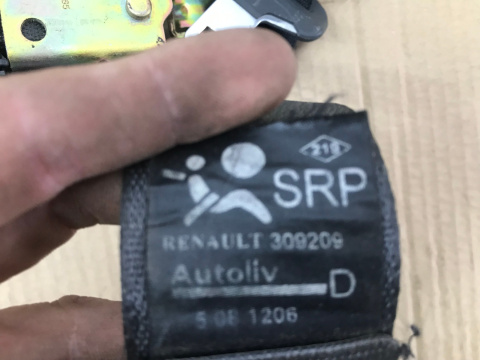 219
SRP
RENAULT 309209
Autoliv
D
5 08 1206